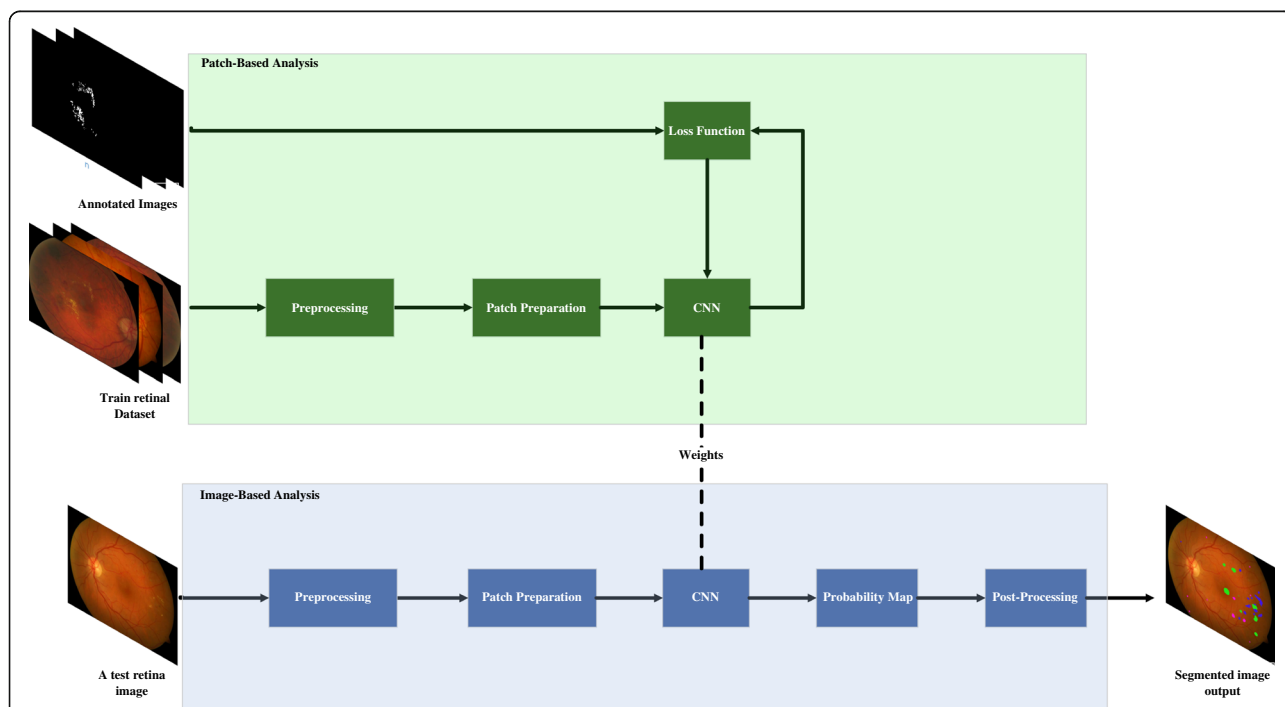 Patch-Based Analysis
Loss Function
Annotated Images
Preprocessing
Patch Preparation
CNN
Train retinal
Dataset
Weights
Image-Based Analysis
Preprocessing
Patch Preparation
CNN
Probability Map
Post-Processing
A test retina
image
Segmented image
output